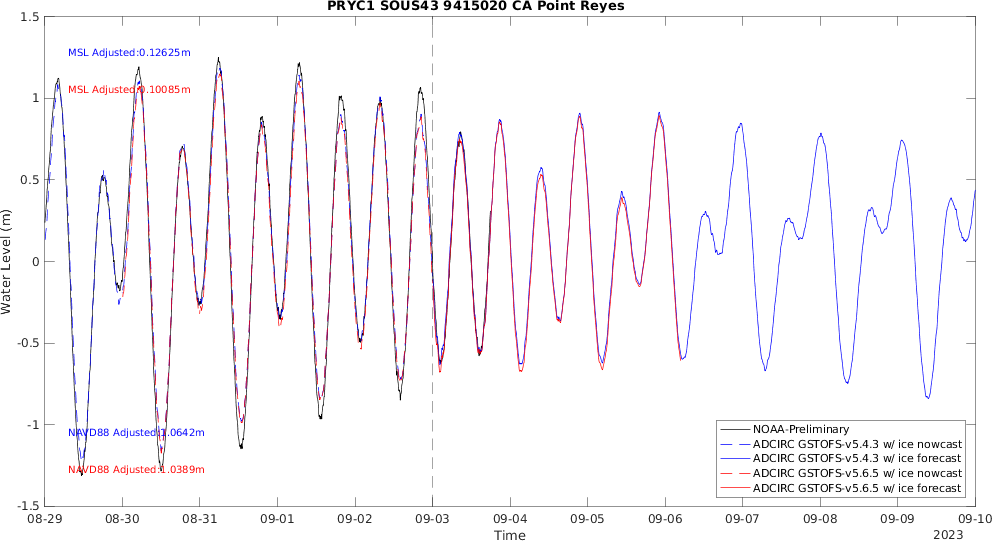 PRYC1 SOUS43 9415020 CA Point Reyes
1.5
1
0.5
0
-0.5
-1
-1.5
Water Level (m)
MSL Adjusted:0.12625m
MSL Adjusted:0.10085m
NAVD88 Adjusted:1.0642m
NAVD88 Adjusted:1.0389m
NOAA-Preliminary
ADCIRC GSTOFS-v5.4.3 w/ ice nowcast
ADCIRC GSTOFS-v5.4.3 w/ ice forecast
ADCIRC GSTOFS-v5.6.5 w/ ice nowcast
ADCIRC GSTOFS-v5.6.5 w/ ice forecast
08-29 08-30 08-31 09-01 09-02 09-03 09-04 09-05 09-06 09-07 09-08 09-09 09-10
Time
2023